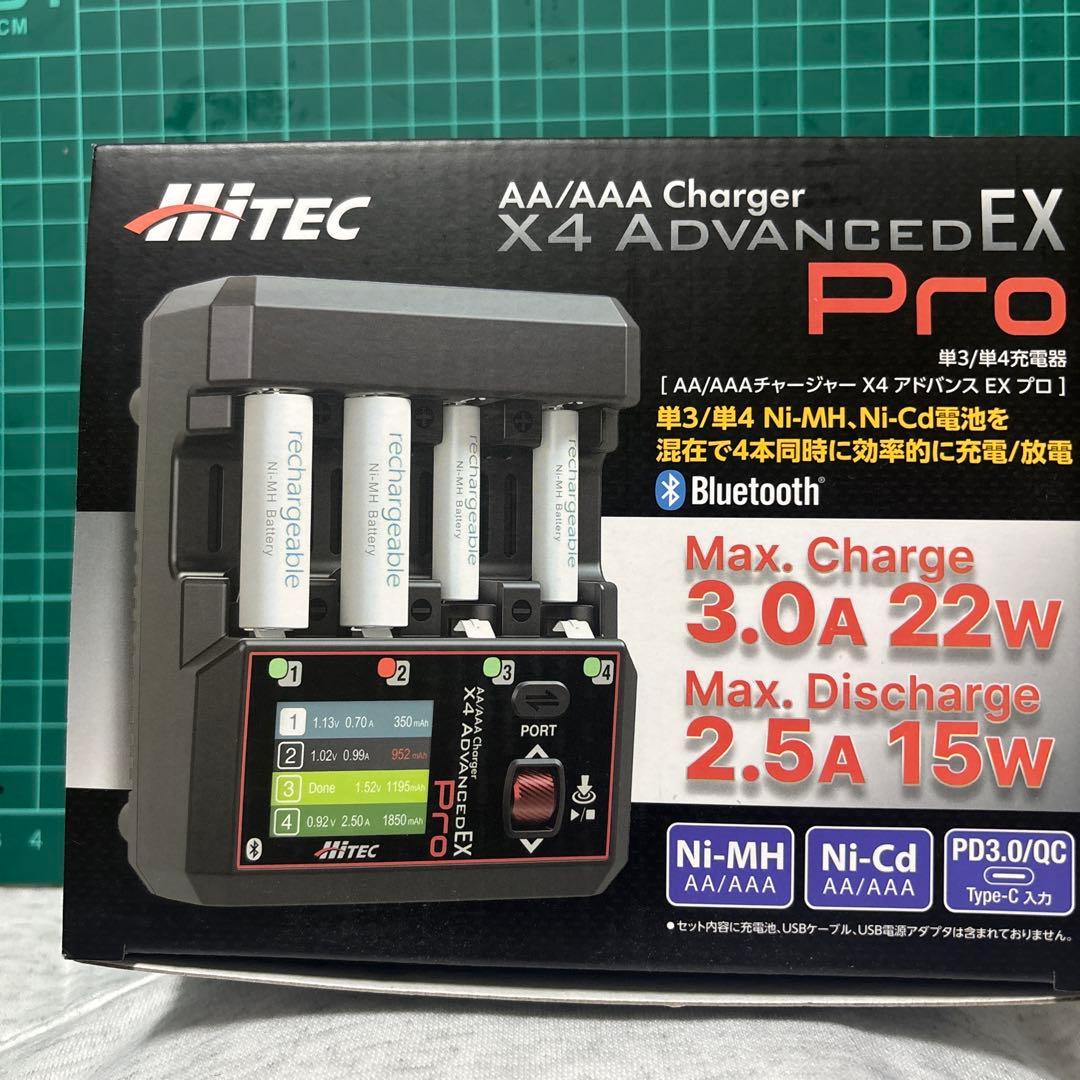 CM
4
HiTEC
AA/AAA Charger
X4 ADVANCED EX
Pro
単3/単4充電器
[ AA/AAAチャージャー X4 アドバンス EX プロ ]
単3/単4 Ni-MH、Ni-Cd電池を
混在で4本同時に効率的に充電/放電
Bluetooth®
Max. Charge
3.0A 22W
Max. Discharge
2.5A 15W
rechargeable
Ni-MH Battery
rechargeable
Ni-MH Battery
rechargeable
Ni-MH Battery
rechargeable
Ni-MH Battery
1
2
3
4
1 1.13V 0.70A 350mAh
2 1.02V 0.99A 952mAh
3 Done 1.52V 1195mAh
4 0.92V 2.50A 1850mAh
HiTEC
AA/AAA Charger
X4 ADVANCED EX
Pro
PORT
Ni-MH
AA/AAA
Ni-Cd
AA/AAA
PD3.0/QC
Type-C 入力
●セット内容に充電池、USBケーブル、USB電源アダプタは含まれておりません。